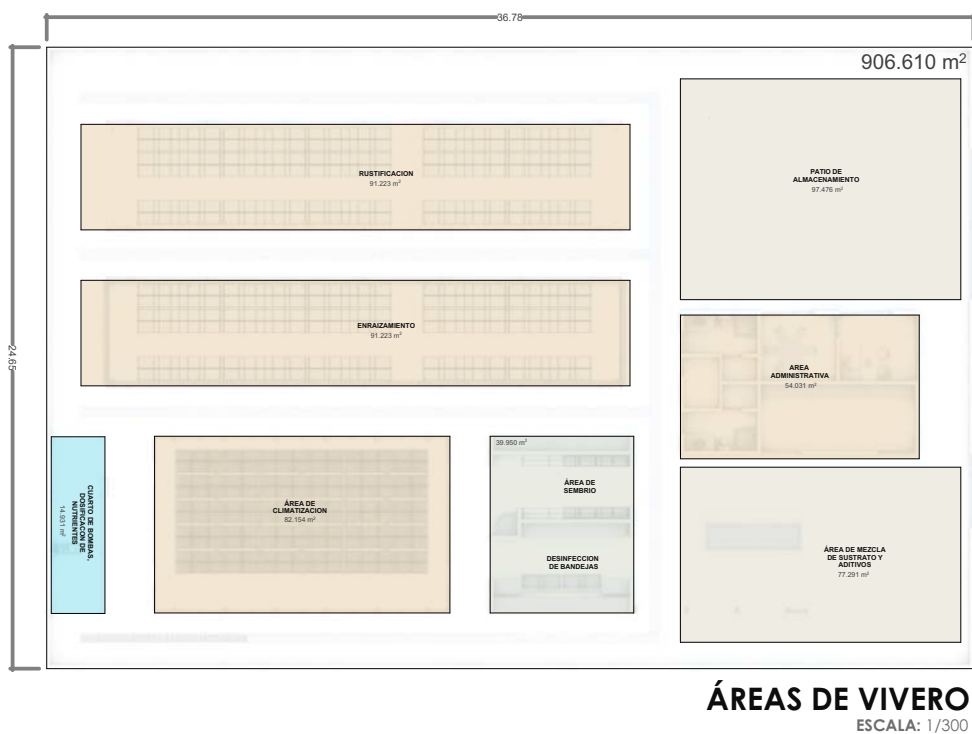 36.78
906.610 m²
24.65
RUSTIFICACION
91.223 m²
PATIO DE
ALMACENAMIENTO
97.476 m²
ENRAIZAMIENTO
91.223 m²
AREA
ADMINISTRATIVA
54.031 m²
CUARTO DE BOMBAS,
DOSIFICACON DE
NUTRIENTES
14.931 m²
ÁREA DE
CLIMATIZACION
82.154 m²
39.950 m²
ÁREA DE
SEMBRIO
DESINFECCION
DE BANDEJAS
ÁREA DE MEZCLA
DE SUSTRATO Y
ADITIVOS
77.291 m²
ÁREAS DE VIVERO
ESCALA: 1/300